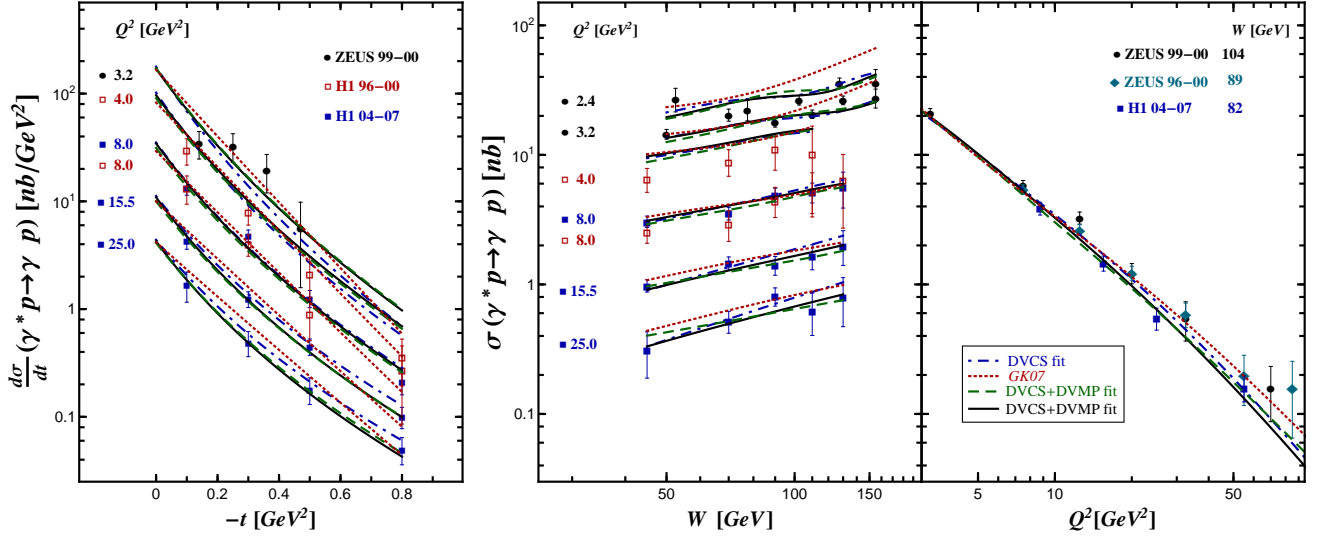 Q² [GeV²]
ZEUS 99−00
H1 96−00
H1 04−07
3.2
4.0
8.0
8.0
15.5
25.0
10²
10
1
0.1
dσ/dt (γ* p→γ p) [nb/GeV²]
0 0.2 0.4 0.6 0.8
−t [GeV²]
Q² [GeV²]
2.4
3.2
4.0
8.0
8.0
15.5
25.0
10²
10¹
10⁰
0.1
σ (γ* p→γ p) [nb]
50 100 150
W [GeV]
W [GeV]
ZEUS 99−00 104
ZEUS 96−00 89
H1 04−07 82
DVCS fit
GK07
DVCS+DVMP fit
DVCS+DVMP fit
5 10 50
Q²[GeV²]